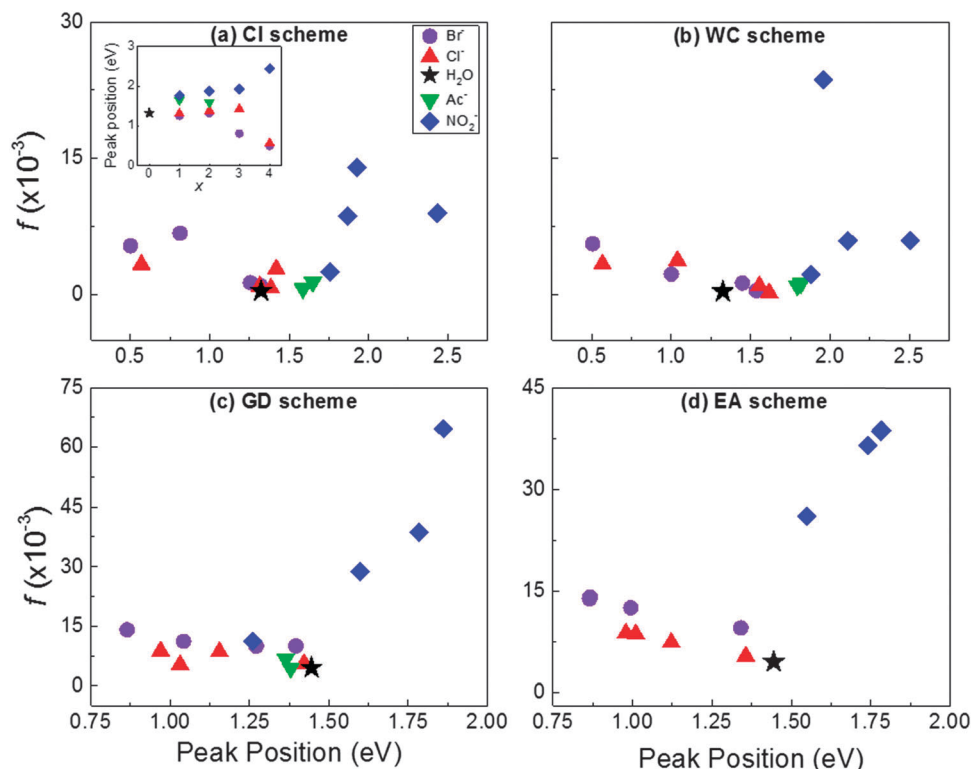 (a) CI scheme
30
15
0
f (x10⁻³)
0.5 1.0 1.5 2.0 2.5
Peak position (eV)
3
2
1
0
0 1 2 3 4
x
Br⁻
Cl⁻
H₂O
Ac⁻
NO₂⁻
(b) WC scheme
0.5 1.0 1.5 2.0 2.5
(c) GD scheme
75
60
45
30
15
0
f (x10⁻³)
0.75 1.00 1.25 1.50 1.75 2.00
Peak Position (eV)
(d) EA scheme
45
30
15
0
0.75 1.00 1.25 1.50 1.75 2.00
Peak Position (eV)